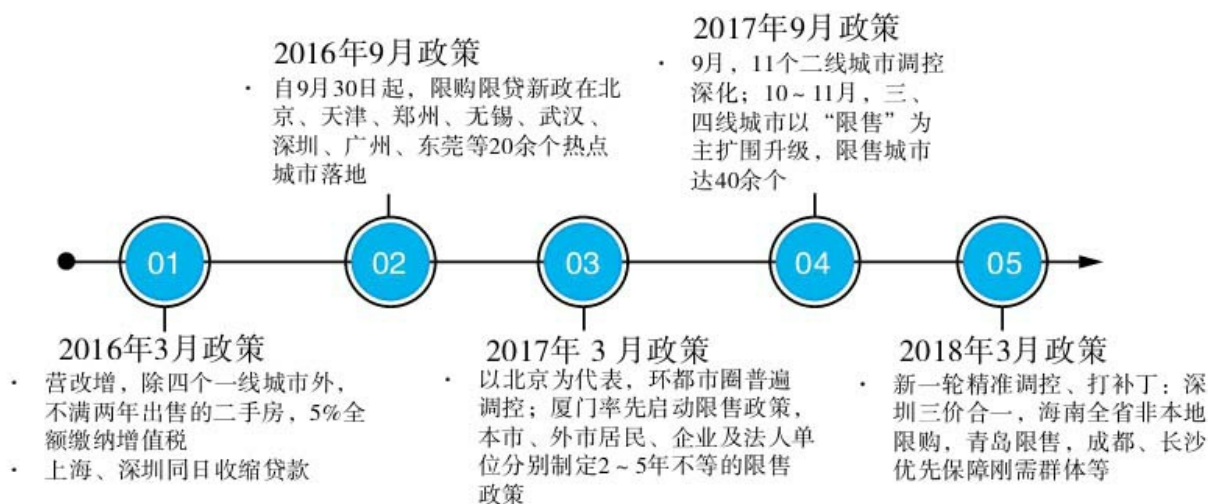 2016年9月政策
· 自9月30日起，限购限贷新政在北
京、天津、郑州、无锡、武汉、
深圳、广州、东莞等20余个热点
城市落地
2017年9月政策
· 9月，11个二线城市调控
深化；10~11月，三、
四线城市以“限售”为
主扩围升级，限售城市
达40余个
01
02
03
04
05
2016年3月政策
· 营改增，除四个一线城市外，
不满两年出售的二手房，5%全
额缴纳增值税
· 上海、深圳同日收缩贷款
2017年 3 月政策
· 以北京为代表，环都市圈普遍
调控；厦门率先启动限售政策，
本市、外市居民、企业及法人单
位分别制定2~5年不等的限售
政策
2018年3月政策
· 新一轮精准调控、打补丁：深
圳三价合一，海南全省非本地
限购，青岛限售，成都、长沙
优先保障刚需群体等